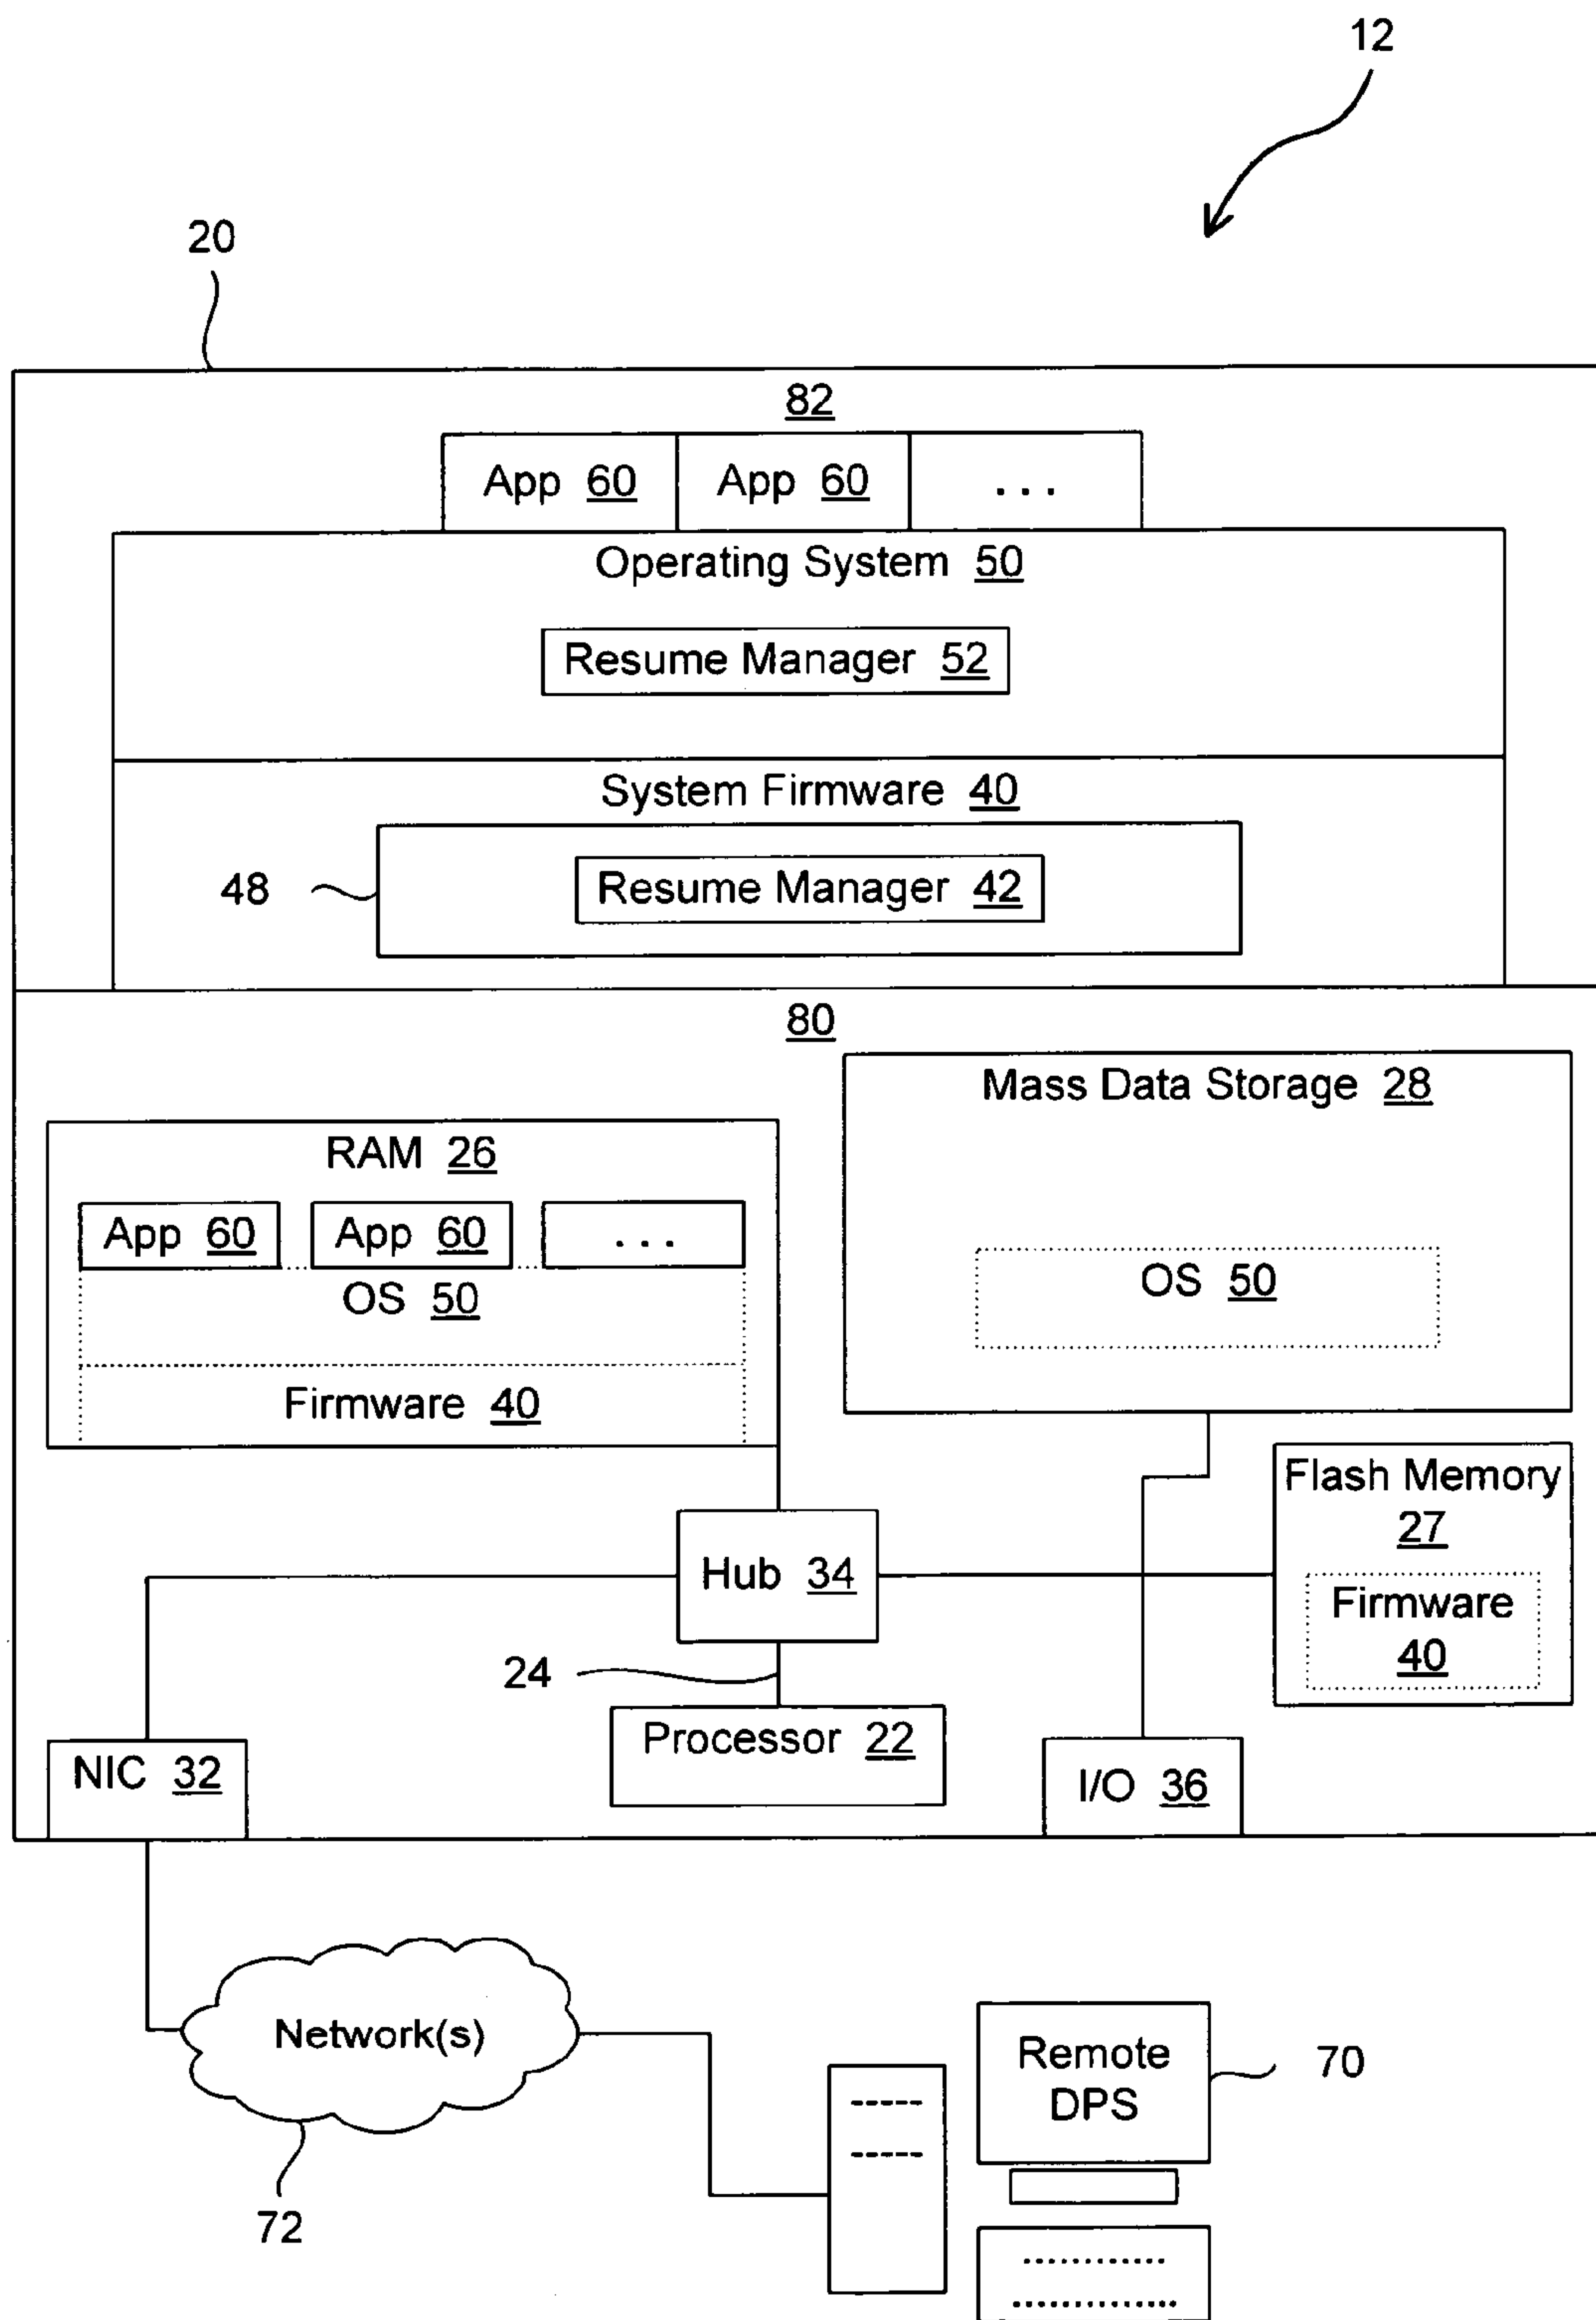 12
20
82
App 60 App 60 ...
Operating System 50
Resume Manager 52
System Firmware 40
48
Resume Manager 42
80
Mass Data Storage 28
RAM 26
App 60 App 60 ...
OS 50
OS 50
Firmware 40
Flash Memory
27
Hub 34
Firmware
40
24
Processor 22
NIC 32
I/O 36
Network(s)
Remote
DPS
70
72